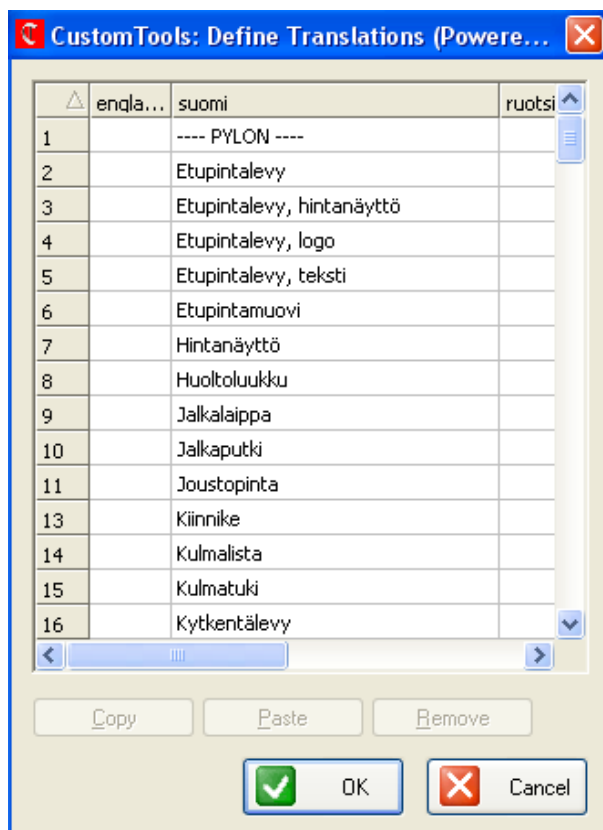 CustomTools: Define Translations (Powere...
engla... suomi ruotsi
1 ---- PYLON ----
2 Etupintalevy
3 Etupintalevy, hintanäyttö
4 Etupintalevy, logo
5 Etupintalevy, teksti
6 Etupintamuovi
7 Hintanäyttö
8 Huoltoluukku
9 Jalkalaippa
10 Jalkaputki
11 Joustopinta
13 Kiinnike
14 Kulmalista
15 Kulmatuki
16 Kytkentälevy
Copy Paste Remove
OK Cancel